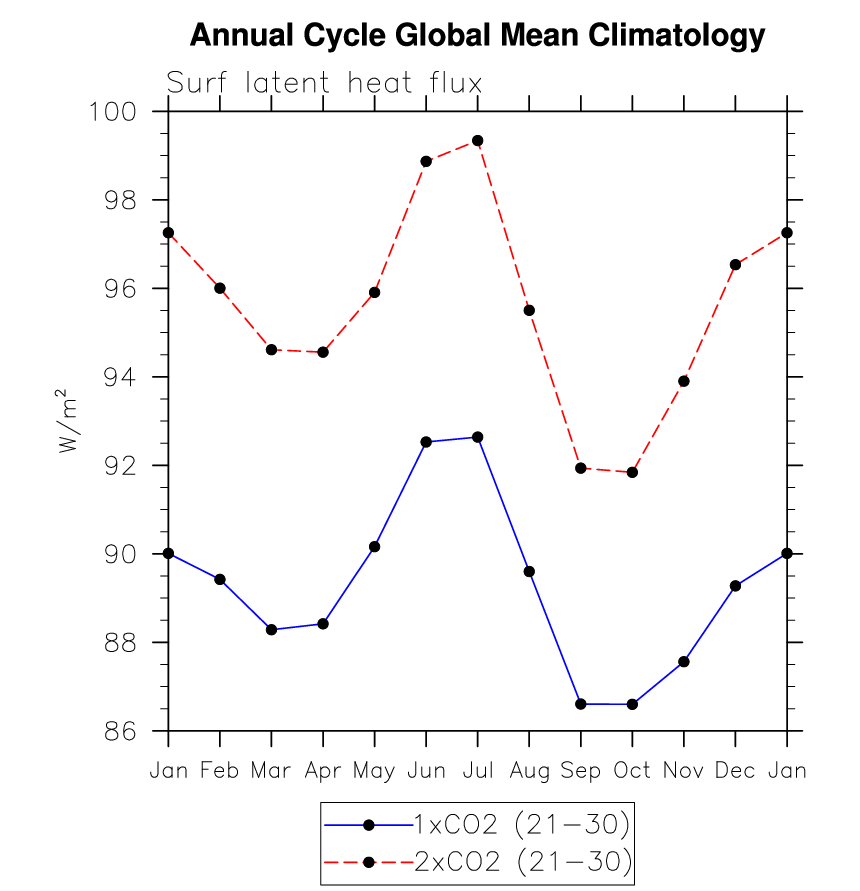 Annual Cycle Global Mean Climatology
Surf latent heat flux
100
98
96
94
92
90
88
86
W/m²
Jan Feb Mar Apr May Jun Jul Aug Sep Oct Nov Dec Jan
1xCO2 (21-30)
2xCO2 (21-30)